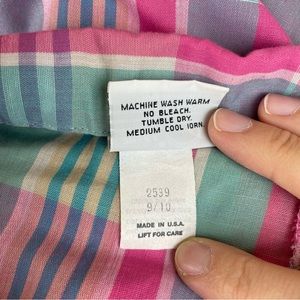 MACHINE WASH WARM
NO BLEACH.
TUMBLE DRY.
MEDIUM COOL IORN.
2539
9/10
MADE IN U.S.A.
LIFT FOR CARE